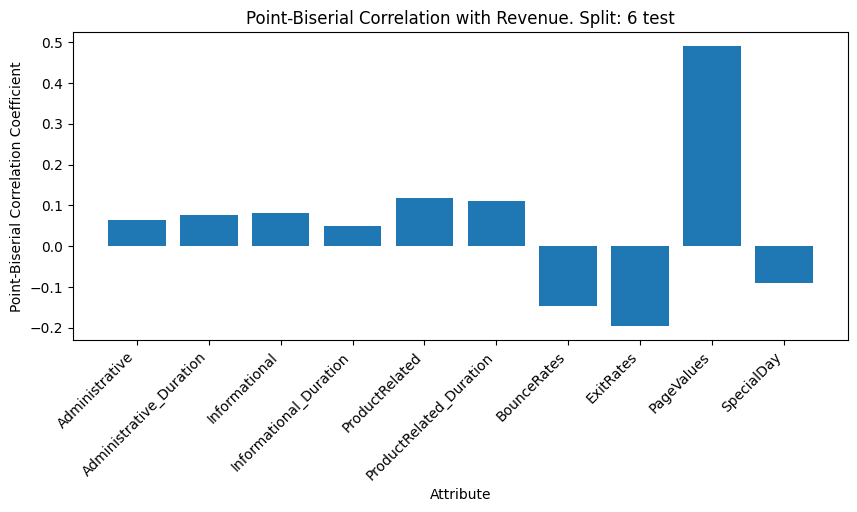 Point-Biserial Correlation with Revenue. Split: 6 test
Point-Biserial Correlation Coefficient
0.5
0.4
0.3
0.2
0.1
0.0
−0.1
−0.2
Administrative
Administrative_Duration
Informational
Informational_Duration
ProductRelated
ProductRelated_Duration
BounceRates
ExitRates
PageValues
SpecialDay
Attribute